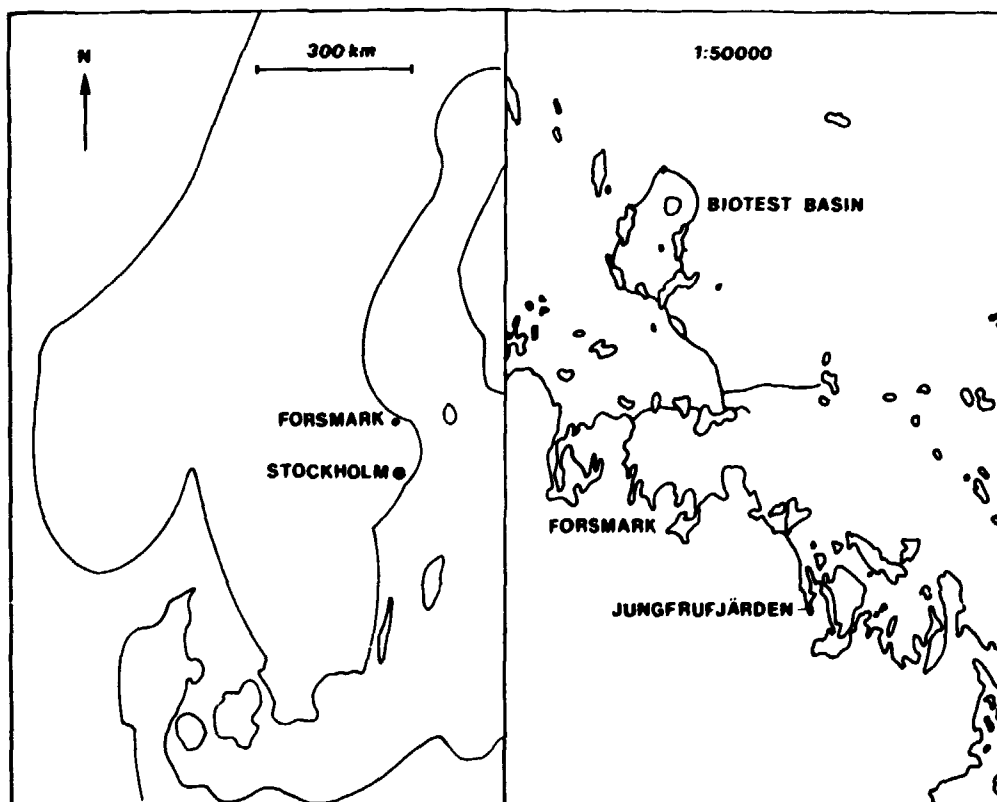 N
300 km
FORSMARK
STOCKHOLM
1:50000
BIOTEST BASIN
FORSMARK
JUNGFRUFJÄRDEN